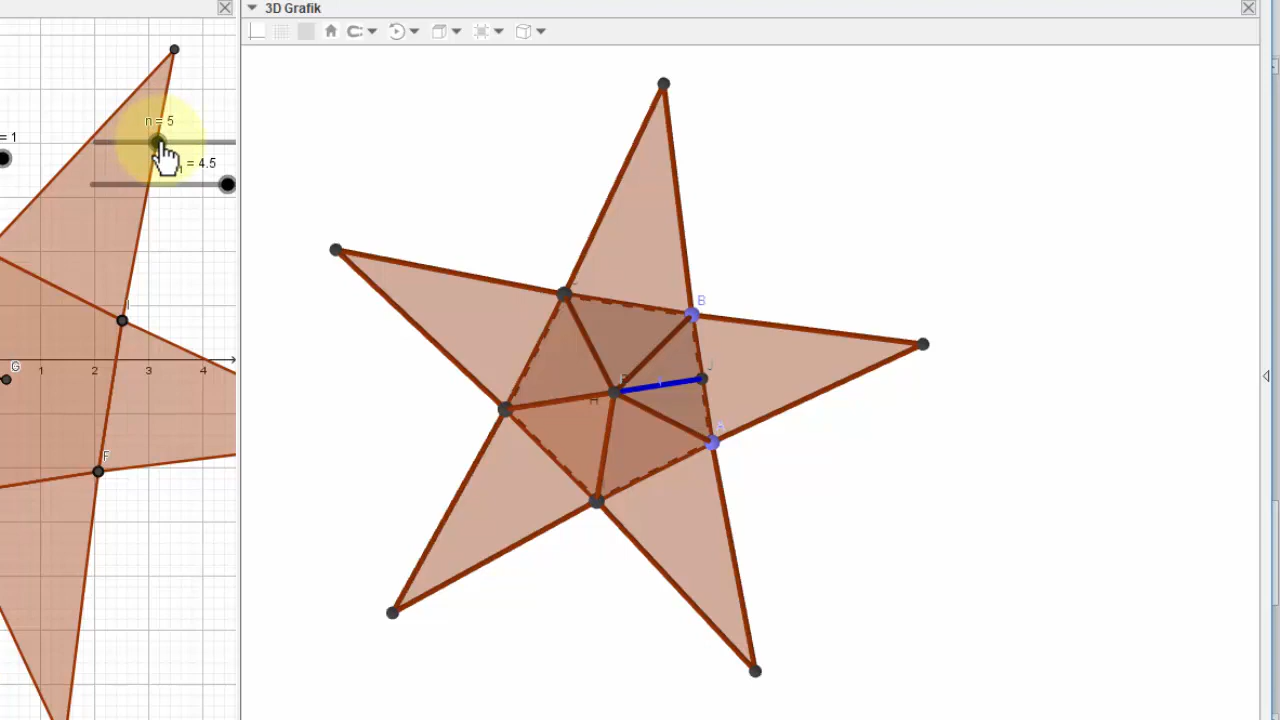 3D Grafik
n = 5
= 1
= 4.5
I
G
1 2 3 4
F
B
J
F
H
A